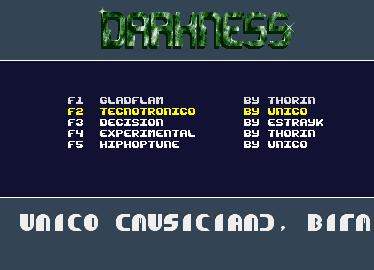 DARKNESS
F1 GLADFLAM BY THORIN
F2 TECNOTRONICO BY UNICO
F3 DECISION BY ESTRAYK
F4 EXPERIMENTAL BY THORIN
F5 HIPHOPTUNE BY UNICO
UNICO (MUSICIAN), BIRN